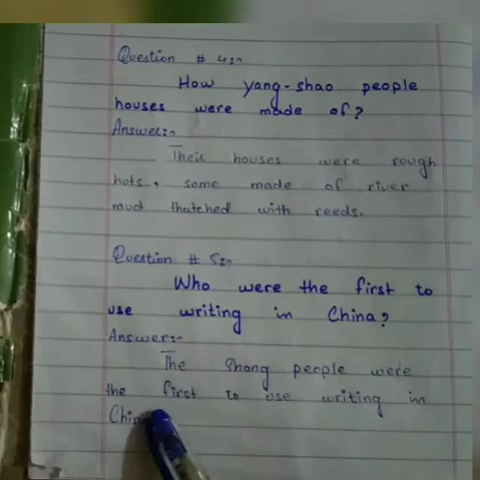 Question # 4:-
How yang-shao people
houses were made of?
Answer:-
Their houses were rough
huts, some made of river
mud thatched with reeds.
Question # 5:-
Who were the first to
use writing in China?
Answer:-
The Shang people were
the first to use writing in